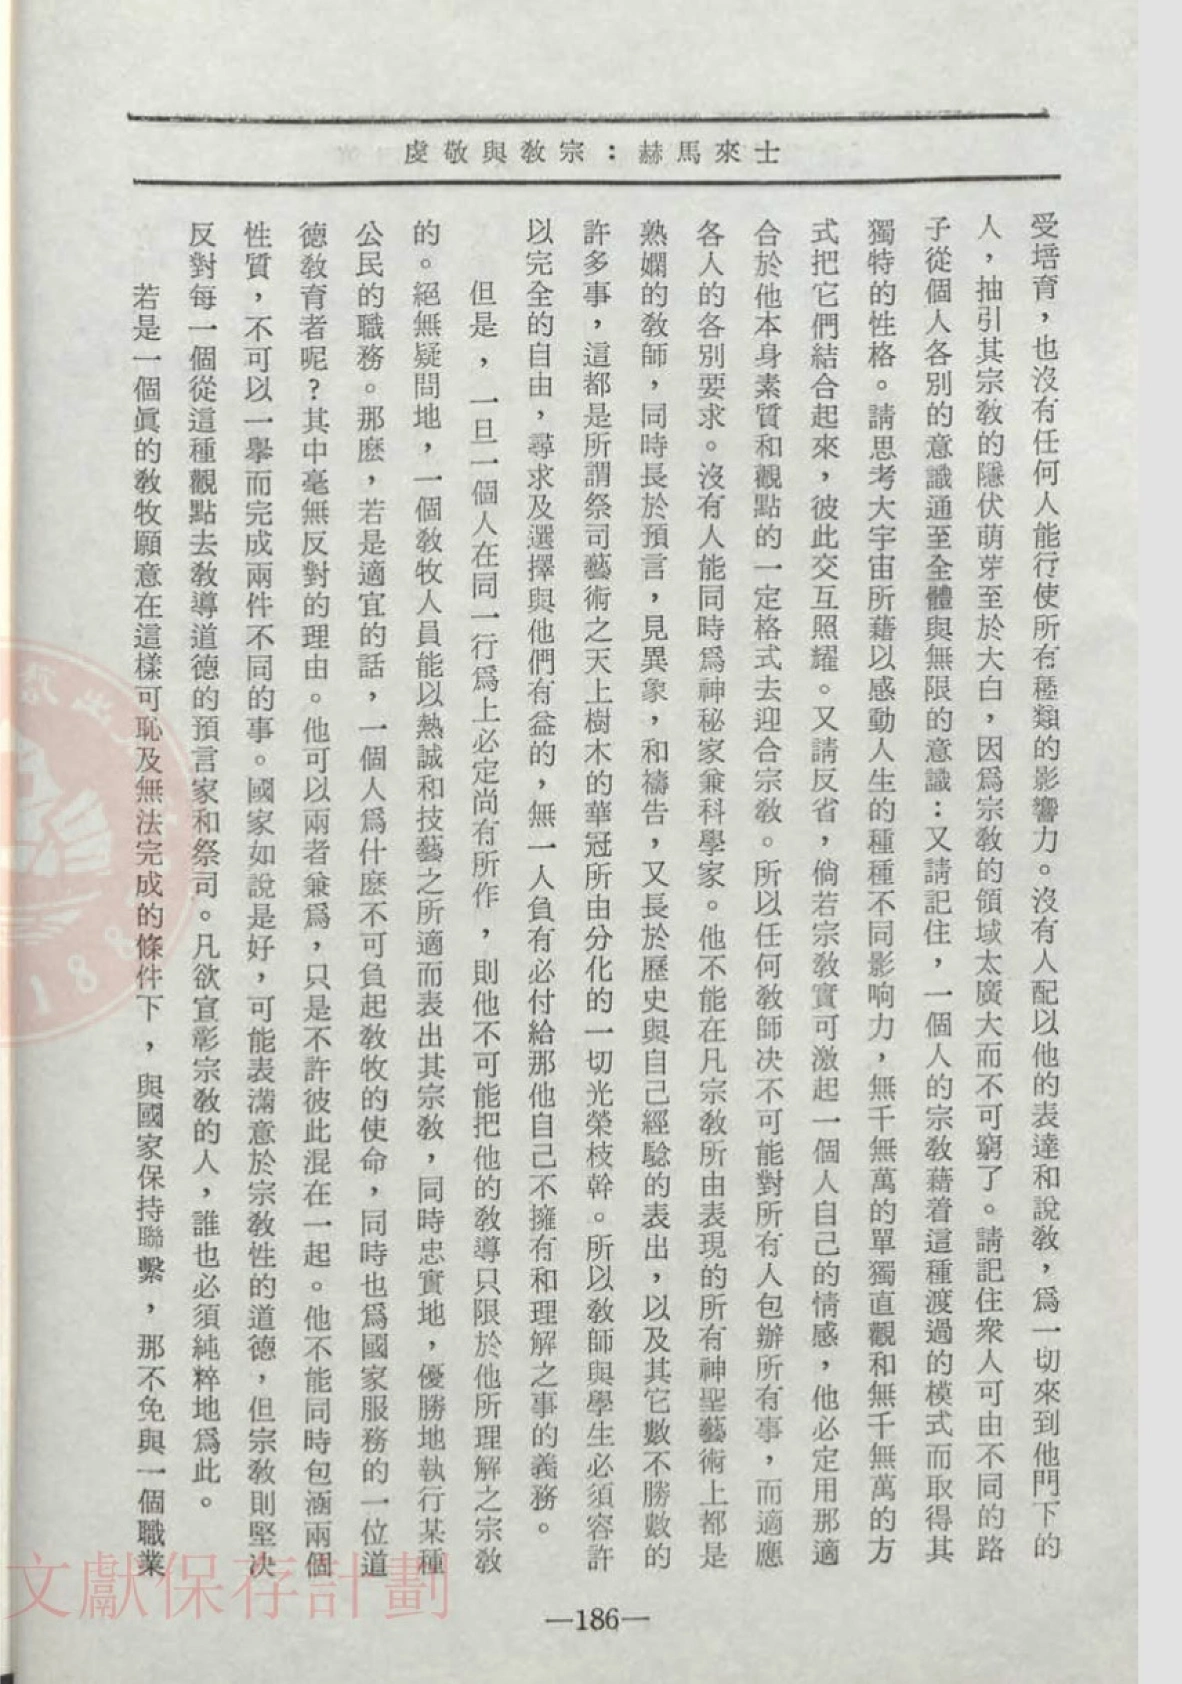 士來馬赫：宗敎與敬虔
受培育，也沒有任何人能行使所有種類的影響力。沒有人配以他的表達和說敎，爲一切來到他門下的
人，抽引其宗敎的隱伏萌芽至於大白，因爲宗敎的領域太廣大而不可窮了。請記住衆人可由不同的路
子從個人各別的意識通至全體與無限的意識：又請記住，一個人的宗敎藉着這種渡過的模式而取得其
獨特的性格。請思考大宇宙所藉以感動人生的種種不同影响力，無千無萬的單獨直觀和無千無萬的方
式把它們結合起來，彼此交互照耀。又請反省，倘若宗敎實可激起一個人自己的情感，他必定用那適
合於他本身素質和觀點的一定格式去迎合宗敎。所以任何敎師决不可能對所有人包辦所有事，而適應
各人的各別要求。沒有人能同時爲神秘家兼科學家。他不能在凡宗敎所由表現的所有神聖藝術上都是
熟嫻的敎師，同時長於預言，見異象，和禱告，又長於歷史與自己經驗的表出，以及其它數不勝數的
許多事，這都是所謂祭司藝術之天上樹木的華冠所由分化的一切光榮枝幹。所以敎師與學生必須容許
以完全的自由，尋求及選擇與他們有益的，無一人負有必付給那他自己不擁有和理解之事的義務。
但是，一旦一個人在同一行爲上必定尚有所作，則他不可能把他的敎導只限於他所理解之宗敎
的。絕無疑問地，一個敎牧人員能以熱誠和技藝之所適而表出其宗敎，同時忠實地，優勝地執行某種
公民的職務。那麽，若是適宜的話，一個人爲什麽不可負起敎牧的使命，同時也爲國家服務的一位道
德敎育者呢？其中毫無反對的理由。他可以兩者兼爲，只是不許彼此混在一起。他不能同時包涵兩個
性質，不可以一擧而完成兩件不同的事。國家如說是好，可能表滿意於宗敎性的道德，但宗敎則堅决
反對每一個從這種觀點去敎導道德的預言家和祭司。凡欲宣彰宗敎的人，誰也必須純粹地爲此。
若是一個眞的敎牧願意在這樣可恥及無法完成的條件下，與國家保持聯繫，那不免與一個職業
—186—
文獻保存計劃
188